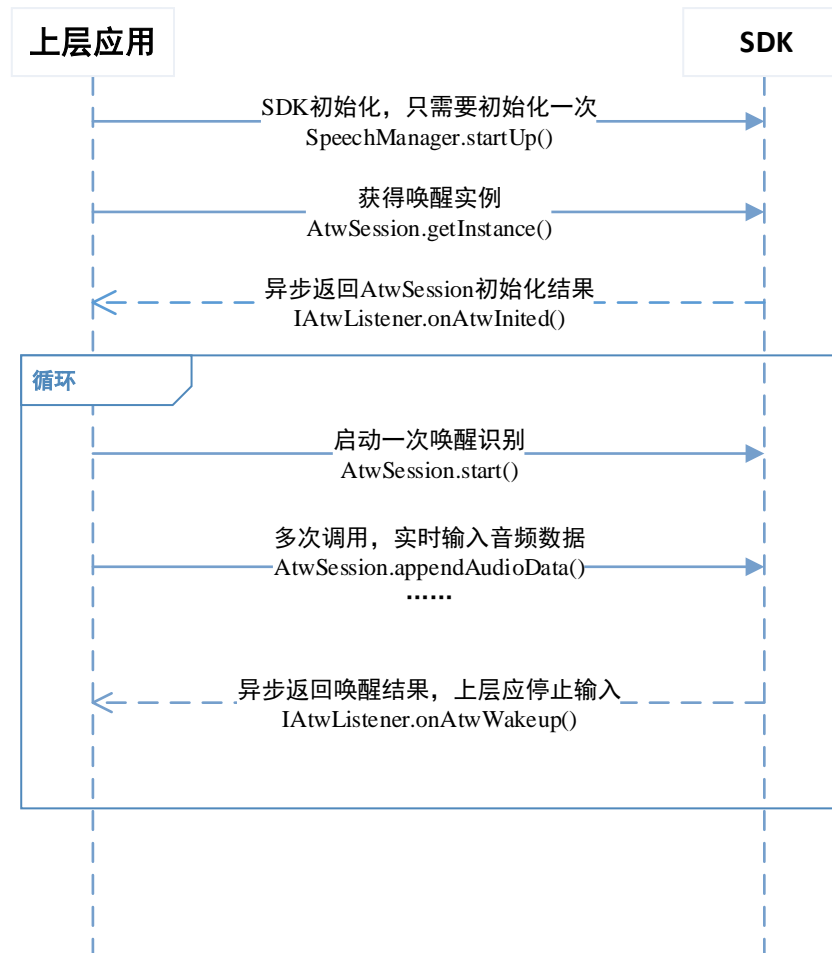 上层应用
SDK
SDK初始化，只需要初始化一次
SpeechManager.startUp()
获得唤醒实例
AtwSession.getInstance()
异步返回AtwSession初始化结果
IAtwListener.onAtwInited()
循环
启动一次唤醒识别
AtwSession.start()
多次调用，实时输入音频数据
AtwSession.appendAudioData()
……
异步返回唤醒结果，上层应停止输入
IAtwListener.onAtwWakeup()